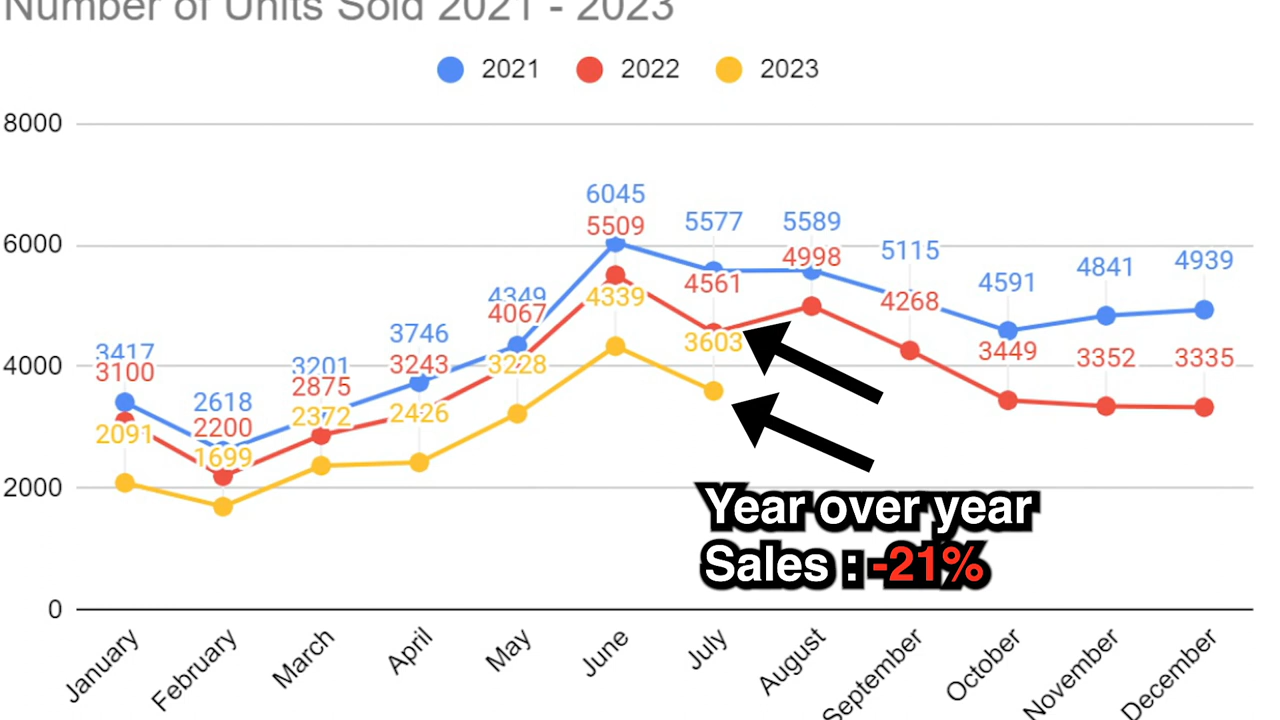 Number of Units Sold 2021 - 2023
2021 2022 2023
8000
6000
4000
2000
0
3417 2618 3201 3746 4349 6045 5577 5589 5115 4591 4841 4939
3100 2200 2875 3243 4067 5509 4561 4998 4268 3449 3352 3335
2091 1699 2372 2426 3228 4339 3603
Year over year
Sales : -21%
January February March April May June July August September October November December